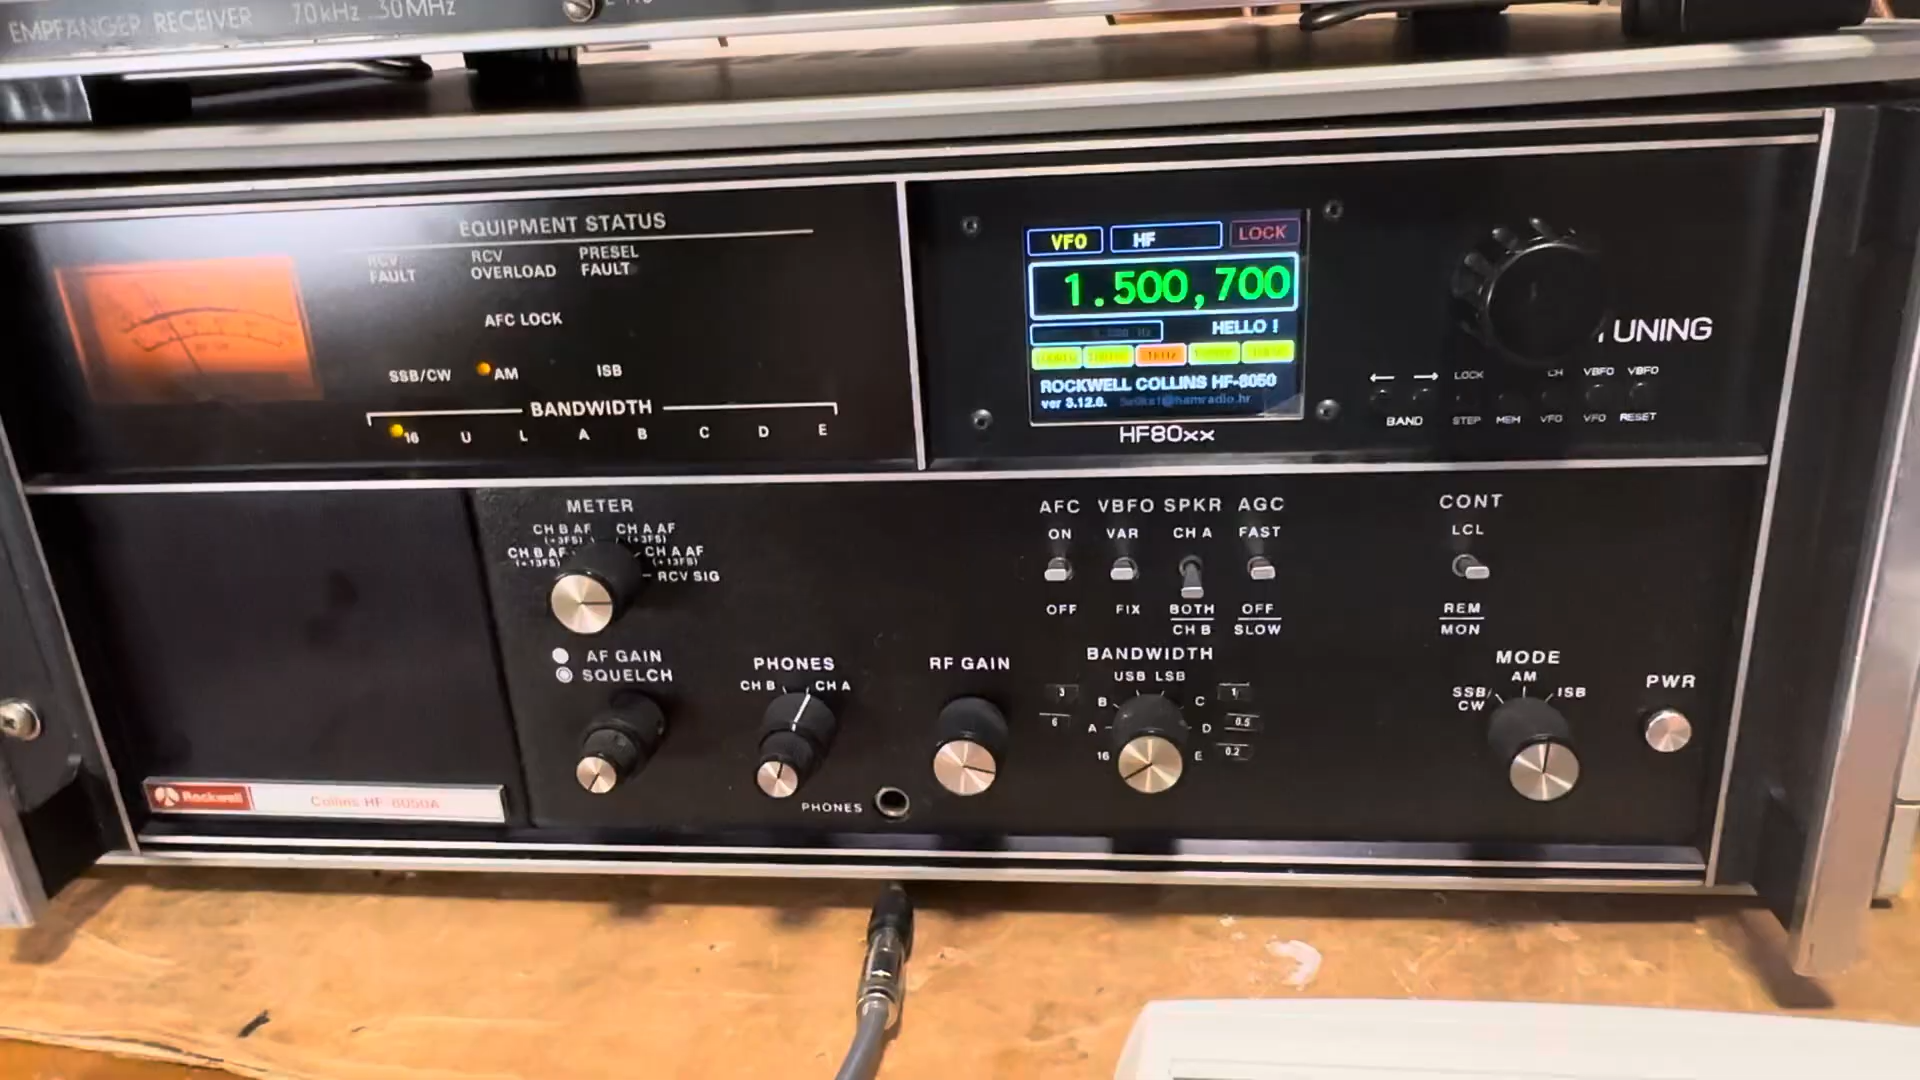 EMPFÄNGER RECEIVER 70kHz 30MHz
EQUIPMENT STATUS
RCV FAULT
RCV OVERLOAD
PRESEL FAULT
AFC LOCK
SSB/CW AM ISB
BANDWIDTH
16 U L A B C D E
VFO HF LOCK
1.500,700
HELLO !
1kHz
ROCKWELL COLLINS HF-8050
ver 3.12.0.
HF80xx
TUNING
LOCK CH VBFO VBFO
BAND STEP MEM VFO VFO RESET
METER
CH B AF (+3FS) CH A AF (+3FS)
CH B AF (+13FS) CH A AF (+13FS)
RCV SIG
AFC VBFO SPKR AGC CONT
ON VAR CH A FAST LCL
OFF FIX BOTH OFF REM
CH B SLOW MON
AF GAIN
SQUELCH
PHONES
CH B CH A
RF GAIN
BANDWIDTH
USB LSB
3 B C 1
6 A D 0.5
16 E 0.2
MODE
AM
SSB/CW ISB
PWR
PHONES
Rockwell Collins HF-8050A